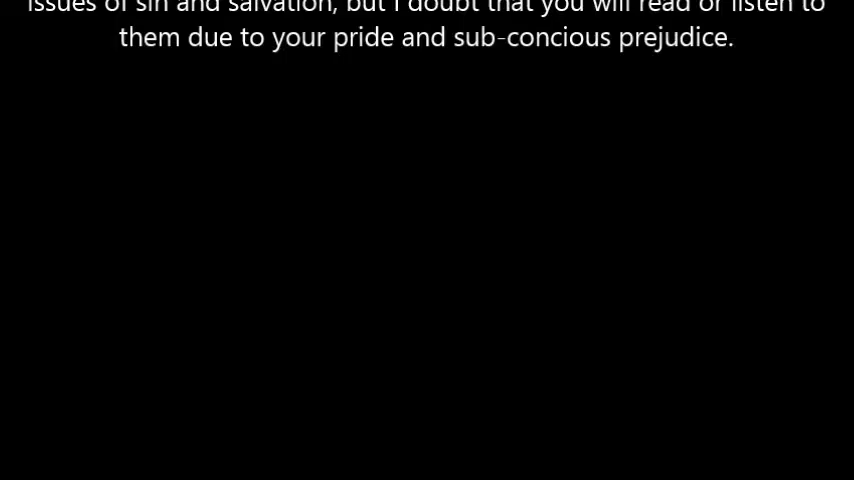 issues of sin and salvation, but I doubt that you will read or listen to
them due to your pride and sub-concious prejudice.